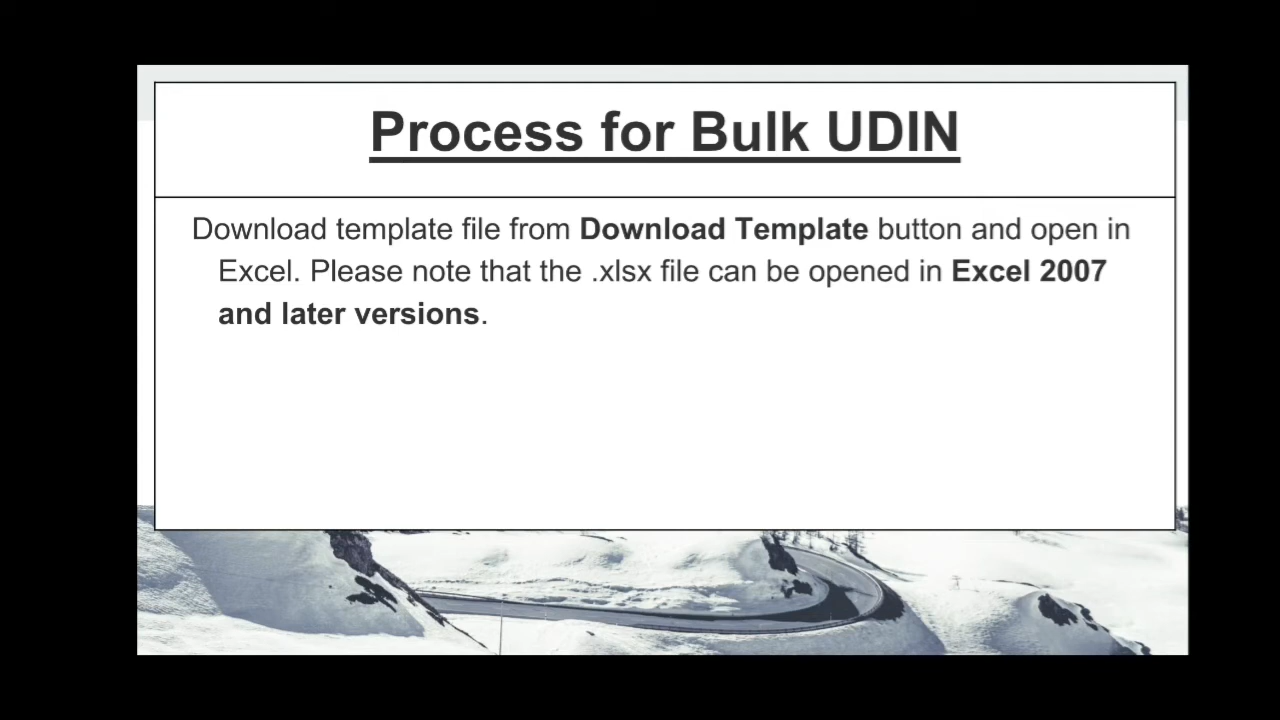 Process for Bulk UDIN
Download template file from Download Template button and open in
Excel. Please note that the .xlsx file can be opened in Excel 2007
and later versions.